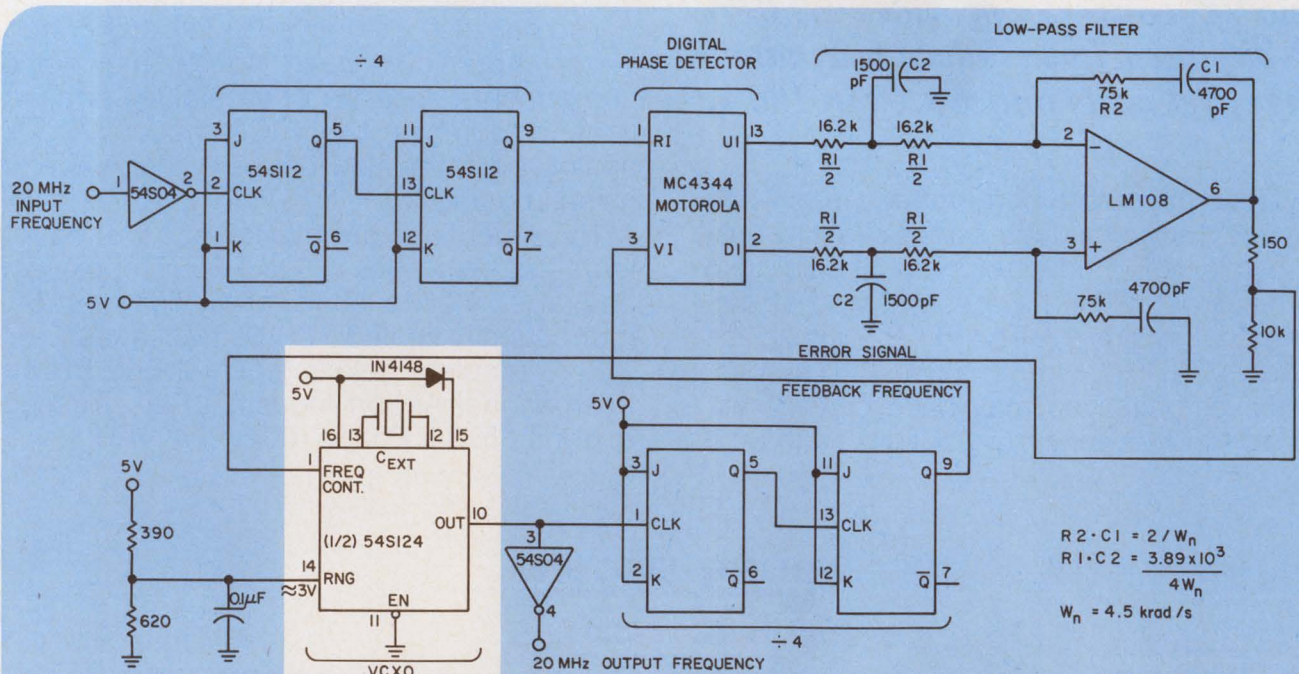 LOW-PASS FILTER
DIGITAL
PHASE DETECTOR
÷ 4
1500
pF
C2
75k
R2
C1
4700
pF
3
J
Q
5
11
J
Q
9
1
RI
UI
13
16.2k
16.2k
R1
2
R1
2
2
−
20 MHz
INPUT
FREQUENCY
1
54S04
2
2
CLK
54S112
13
CLK
54S112
MC4344
MOTOROLA
LM108
6
1
K
Q
6
12
K
Q
7
3
VI
DI
2
R1
2
R1
2
16.2k
16.2k
3
+
150
5V
C2
1500pF
75k
4700pF
10k
ERROR SIGNAL
IN4148
5V
FEEDBACK FREQUENCY
16
13
12
15
CEXT
5V
1
FREQ
CONT.
5V
3
J
Q
5
11
J
Q
9
390
OUT
10
1
CLK
13
CLK
(1/2) 54S124
3
54S04
4
14
RNG
≈3V
2
K
Q
6
12
K
Q
7
R2·C1 = 2/Wn
R1·C2 = 3.89x10³
4Wn
Wn = 4.5 krad/s
620
0.1µF
EN
11
÷ 4
VCXO
20 MHz OUTPUT FREQUENCY